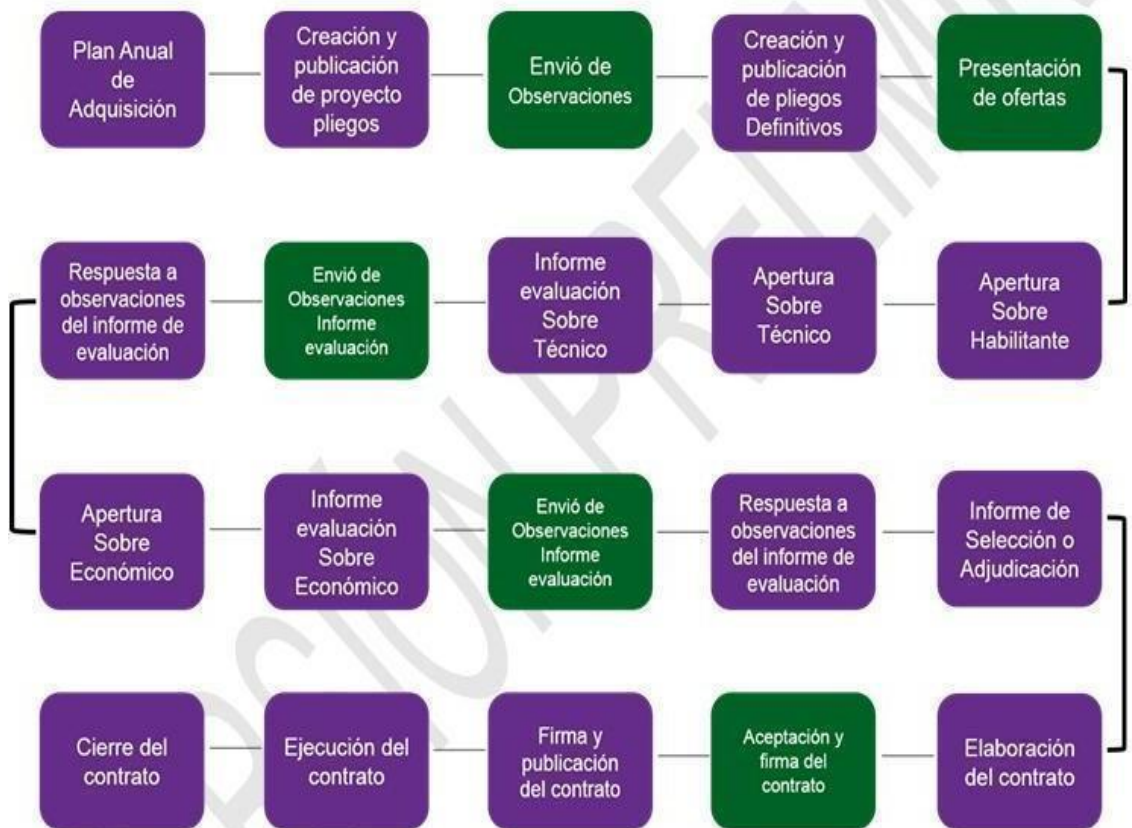 Plan Anual
de
Adquisición
Creación y
publicación
de proyecto
pliegos
Envió de
Observaciones
Creación y
publicación
de pliegos
Definitivos
Presentación
de ofertas
Respuesta a
observaciones
del informe de
evaluación
Envió de
Observaciones
Informe
evaluación
Informe
evaluación
Sobre
Técnico
Apertura
Sobre
Técnico
Apertura
Sobre
Habilitante
Apertura
Sobre
Económico
Informe
evaluación
Sobre
Económico
Envió de
Observaciones
Informe
evaluación
Respuesta a
observaciones
del informe de
evaluación
Informe de
Selección o
Adjudicación
Cierre del
contrato
Ejecución del
contrato
Firma y
publicación
del contrato
Aceptación y
firma del
contrato
Elaboración
del contrato